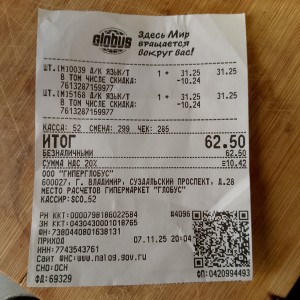 globus
Здесь Мир
вращается
вокруг вас!
ШТ.[M]0039 А/К ЯЗЫК/Т 1 * 31.25 31.25
В ТОМ ЧИСЛЕ СКИДКА: -10.24
7613287159977
ШТ.[M]5168 А/К ЯЗЫК/Т 1 * 31.25 31.25
В ТОМ ЧИСЛЕ СКИДКА: -10.24
7613287159977
КАССА: 52 СМЕНА: 299 ЧЕК: 285
ИТОГ 62.50
БЕЗНАЛИЧНЫМИ 62.50
СУММА НДС 20% =10.42
ООО "ГИПЕРГЛОБУС"
600027, Г. ВЛАДИМИР, СУЗДАЛЬСКИЙ ПРОСПЕКТ, Д.28
МЕСТО РАСЧЕТОВ ГИПЕРМАРКЕТ "ГЛОБУС"
КАССИР:SCO.52
РН ККТ:0000798186022584 #4096
ЗН ККТ:0430430001018765
ФН:7380440801638131
ПРИХОД 07.11.25 20:04
ИНН:7743543761
Сайт ФНС:www.nalog.gov.ru
СНО:ОСН
ФД:69329 ФП:0420994493